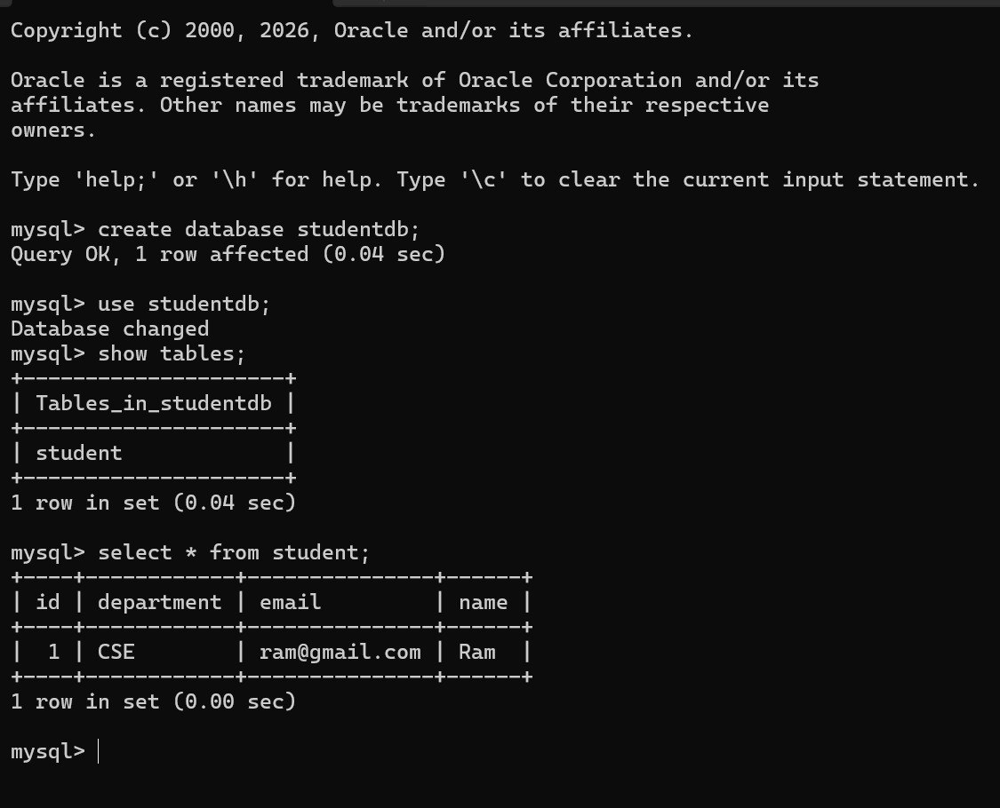 Copyright (c) 2000, 2026, Oracle and/or its affiliates.
Oracle is a registered trademark of Oracle Corporation and/or its
affiliates. Other names may be trademarks of their respective
owners.
Type 'help;' or '\h' for help. Type '\c' to clear the current input statement.
mysql> create database studentdb;
Query OK, 1 row affected (0.04 sec)
mysql> use studentdb;
Database changed
mysql> show tables;
+---------------------+
| Tables_in_studentdb |
+---------------------+
| student             |
+---------------------+
1 row in set (0.04 sec)
mysql> select * from student;
+----+------------+---------------+------+
| id | department | email         | name |
+----+------------+---------------+------+
|  1 | CSE        | ram@gmail.com | Ram  |
+----+------------+---------------+------+
1 row in set (0.00 sec)
mysql>